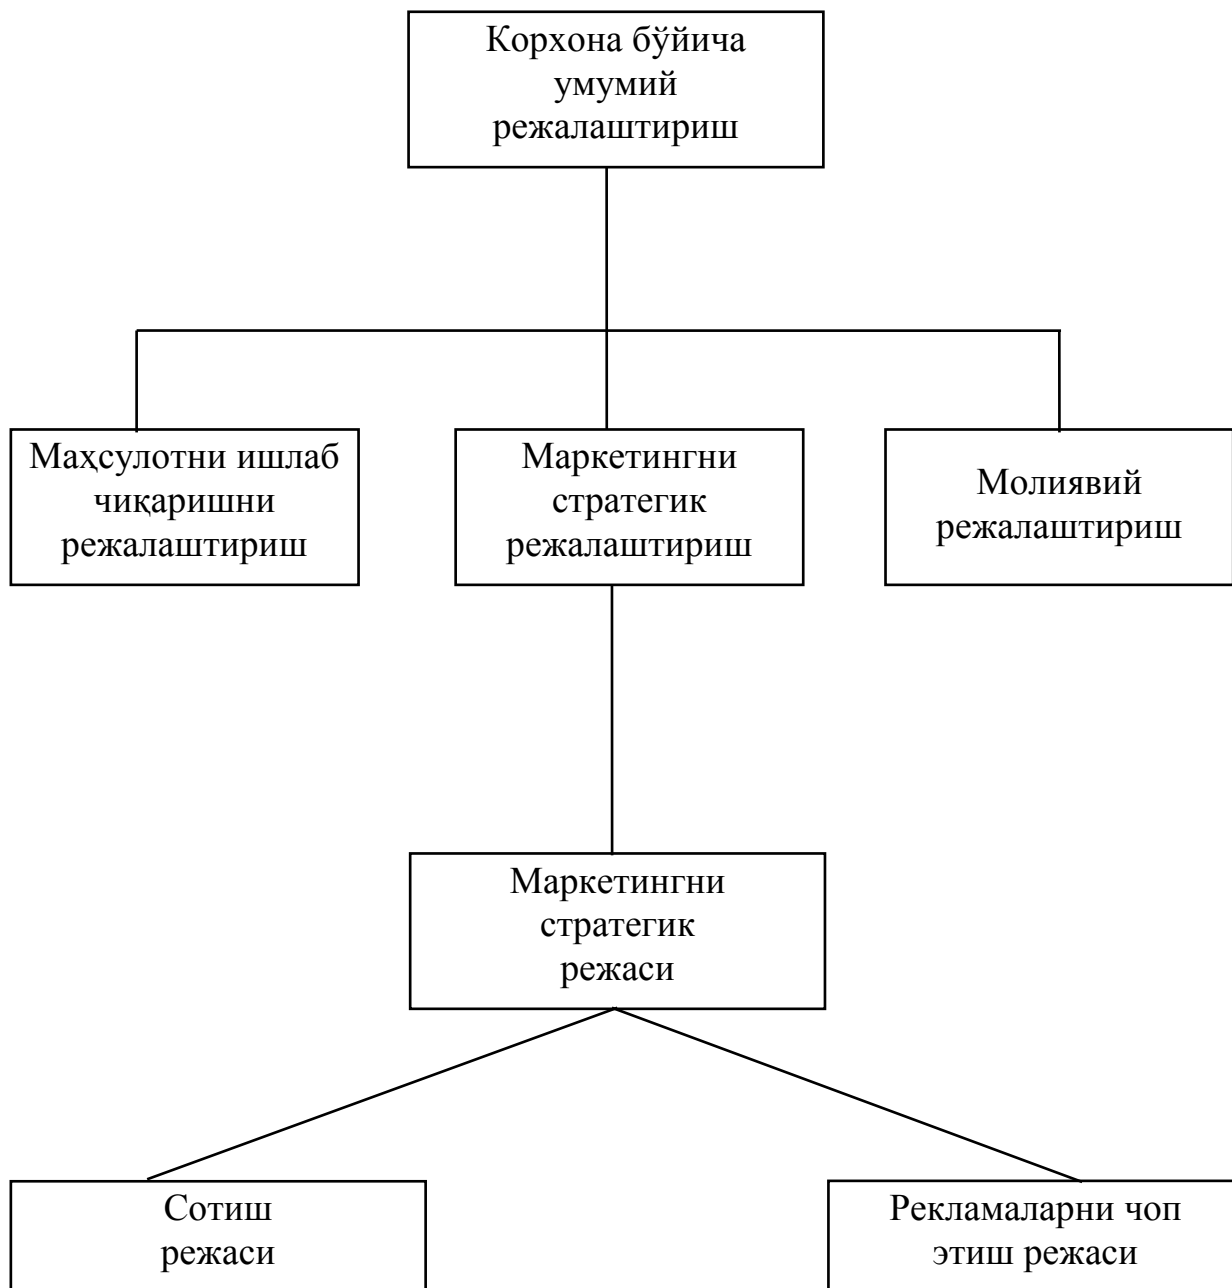 Корхона бўйича
умумий
режалаштириш
Маҳсулотни ишлаб
чиқаришни
режалаштириш
Маркетингни
стратегик
режалаштириш
Молиявий
режалаштириш
Маркетингни
стратегик
режаси
Сотиш
режаси
Рекламаларни чоп
этиш режаси